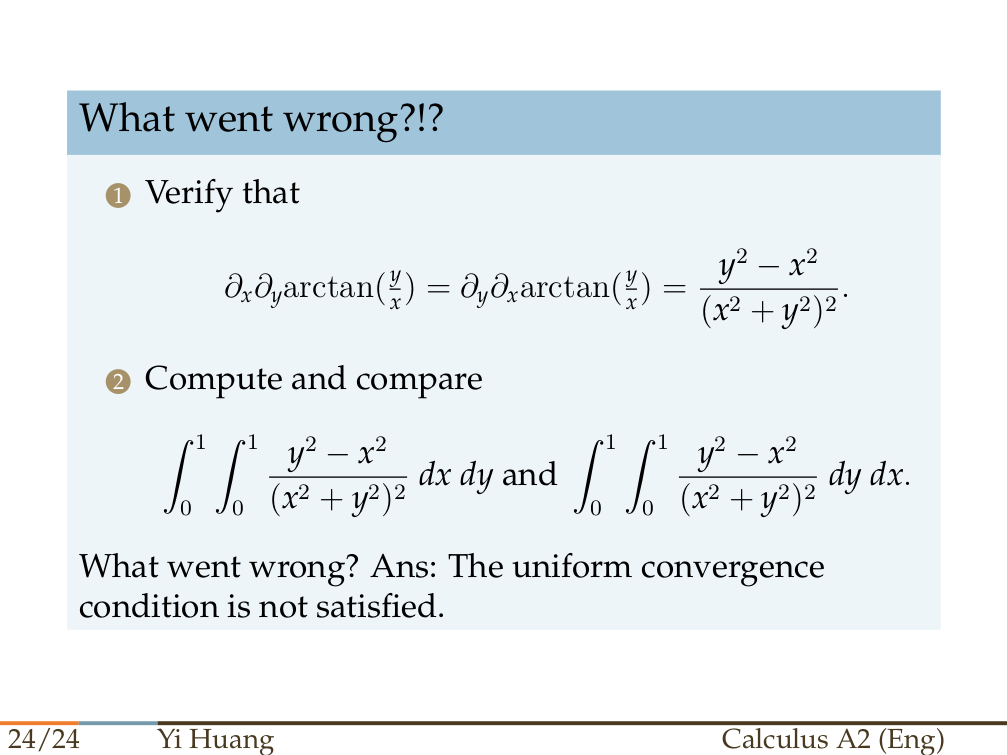 What went wrong?!?
1 Verify that
∂ₓ∂ᵧarctan(y/x) = ∂ᵧ∂ₓarctan(y/x) = (y² − x²)/(x² + y²)².
2 Compute and compare
∫₀¹ ∫₀¹ (y² − x²)/(x² + y²)² dx dy and ∫₀¹ ∫₀¹ (y² − x²)/(x² + y²)² dy dx.
What went wrong? Ans: The uniform convergence
condition is not satisfied.
24/24 Yi Huang Calculus A2 (Eng)